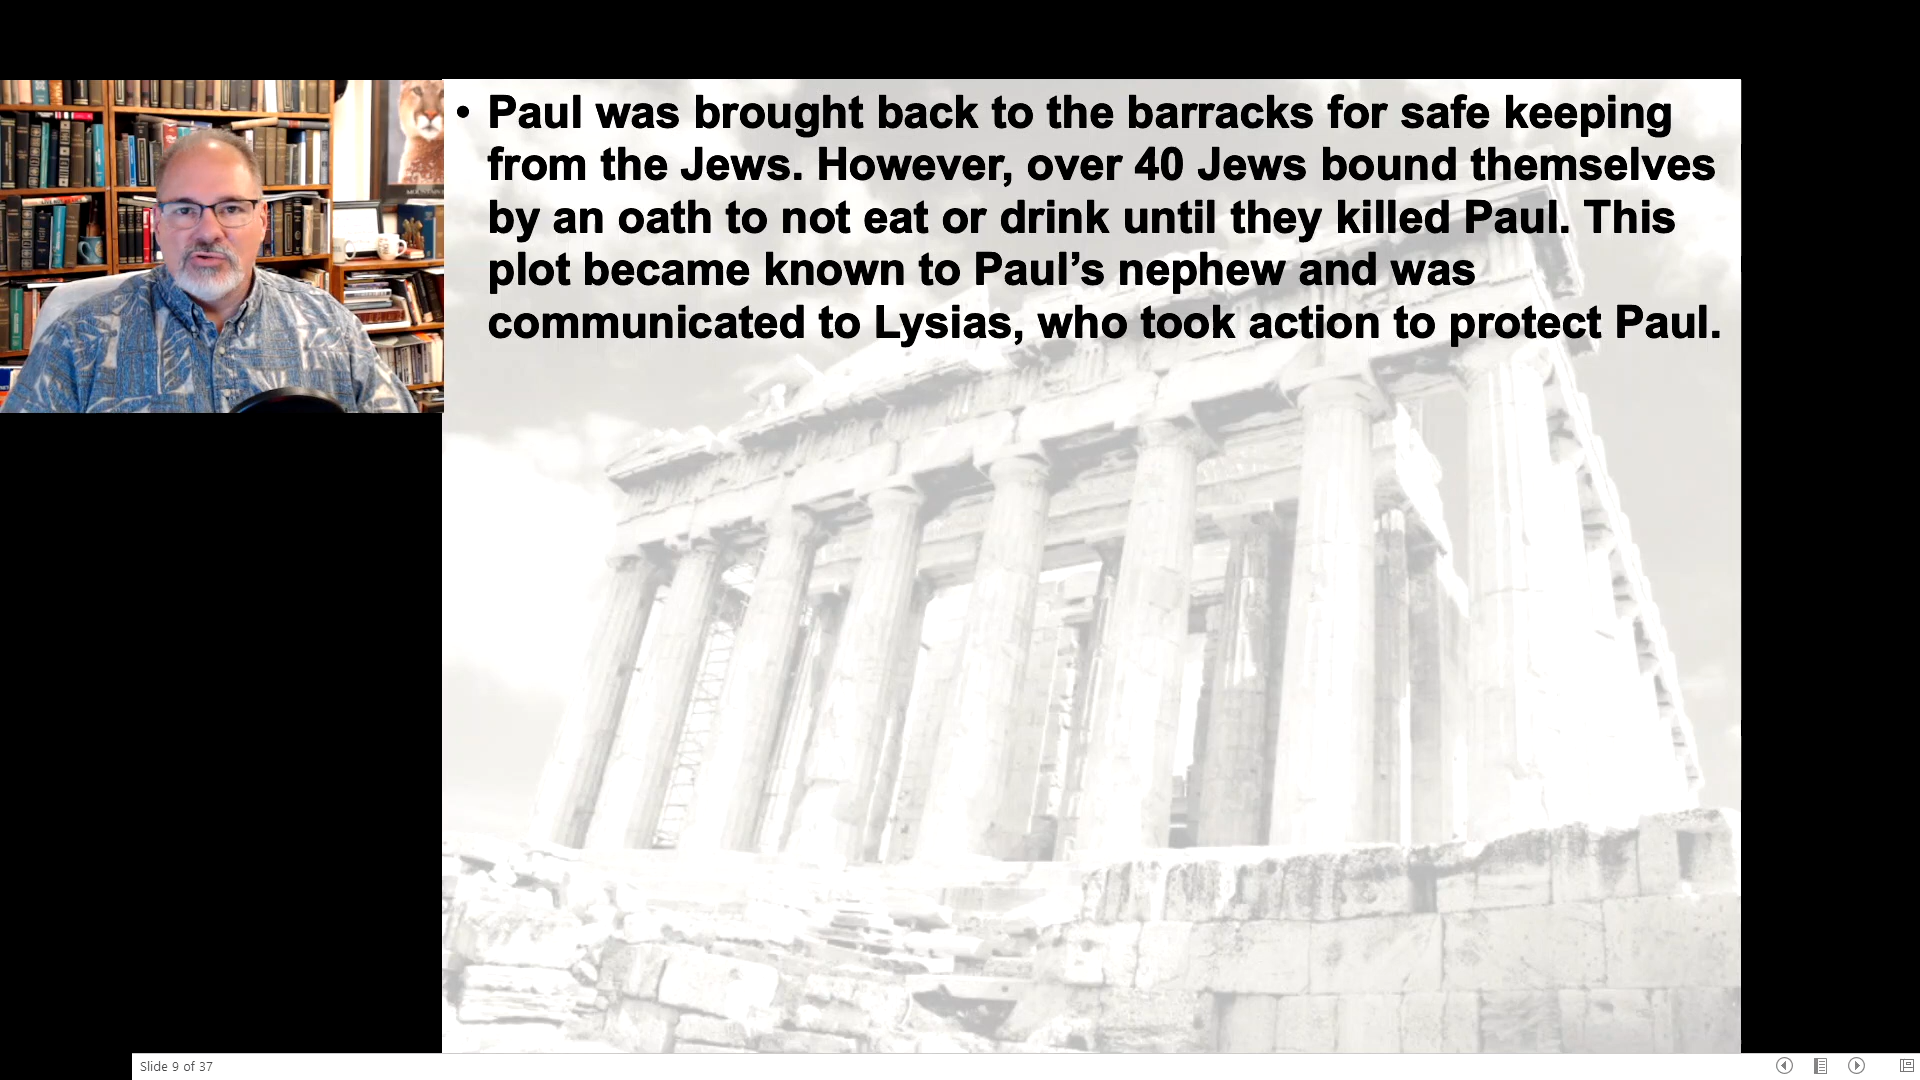 • Paul was brought back to the barracks for safe keeping
from the Jews. However, over 40 Jews bound themselves
by an oath to not eat or drink until they killed Paul. This
plot became known to Paul’s nephew and was
communicated to Lysias, who took action to protect Paul.
Slide 9 of 37